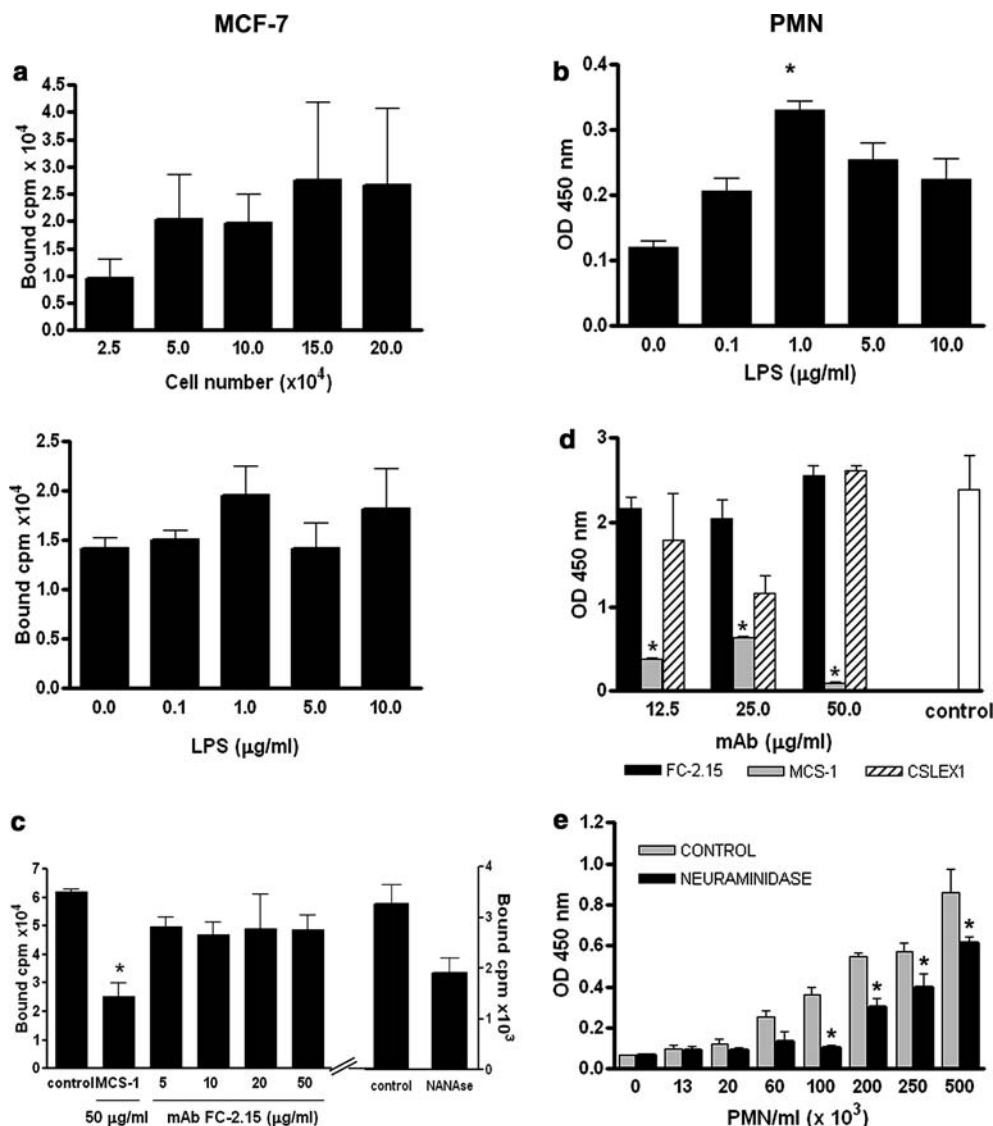 MCF-7
PMN
a
Bound cpm x 10⁴
4.5
4.0
3.5
3.0
2.5
2.0
1.5
1.0
0.5
0.0
2.5 5.0 10.0 15.0 20.0
Cell number (x10⁴)
b
OD 450 nm
0.4
0.3
0.2
0.1
0.0
*
0.0 0.1 1.0 5.0 10.0
LPS (μg/ml)
Bound cpm x10⁴
2.5
2.0
1.5
1.0
0.5
0.0
0.0 0.1 1.0 5.0 10.0
LPS (μg/ml)
d
OD 450 nm
3
2
1
0
* * *
12.5 25.0 50.0 control
mAb (μg/ml)
FC-2.15 MCS-1 CSLEX1
c
Bound cpm x 10⁴
7
6
5
4
3
2
1
0
*
control MCS-1 5 10 20 50 control NANAse
50 μg/ml mAb FC-2.15 (μg/ml)
4
3
2
1
0
Bound cpm x10³
e
OD 450 nm
1.2
1.0
0.8
0.6
0.4
0.2
0.0
CONTROL
NEURAMINIDASE
* * * *
0 13 20 60 100 200 250 500
PMN/ml (x 10³)